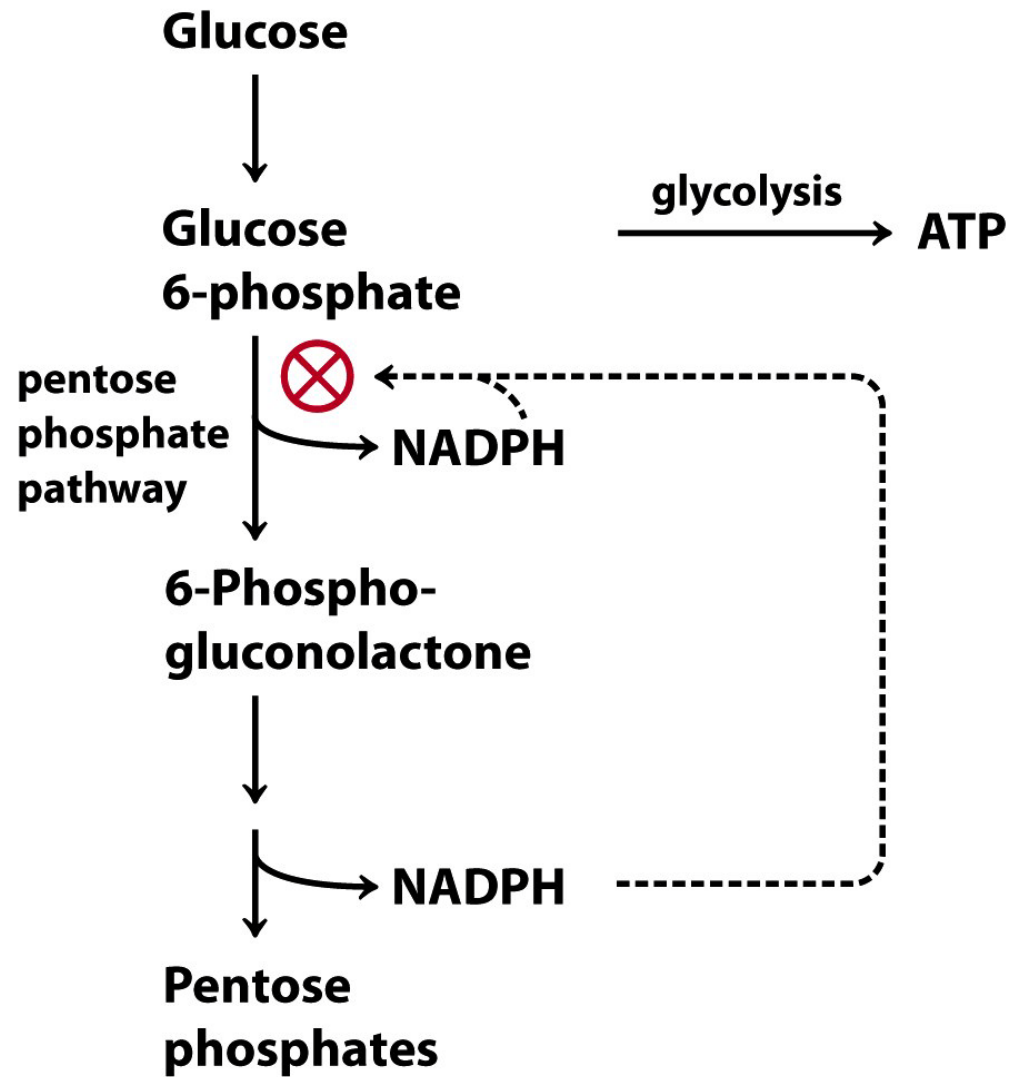 Glucose
glycolysis
Glucose
6-phosphate
ATP
pentose
phosphate
pathway
NADPH
6-Phospho-
gluconolactone
NADPH
Pentose
phosphates